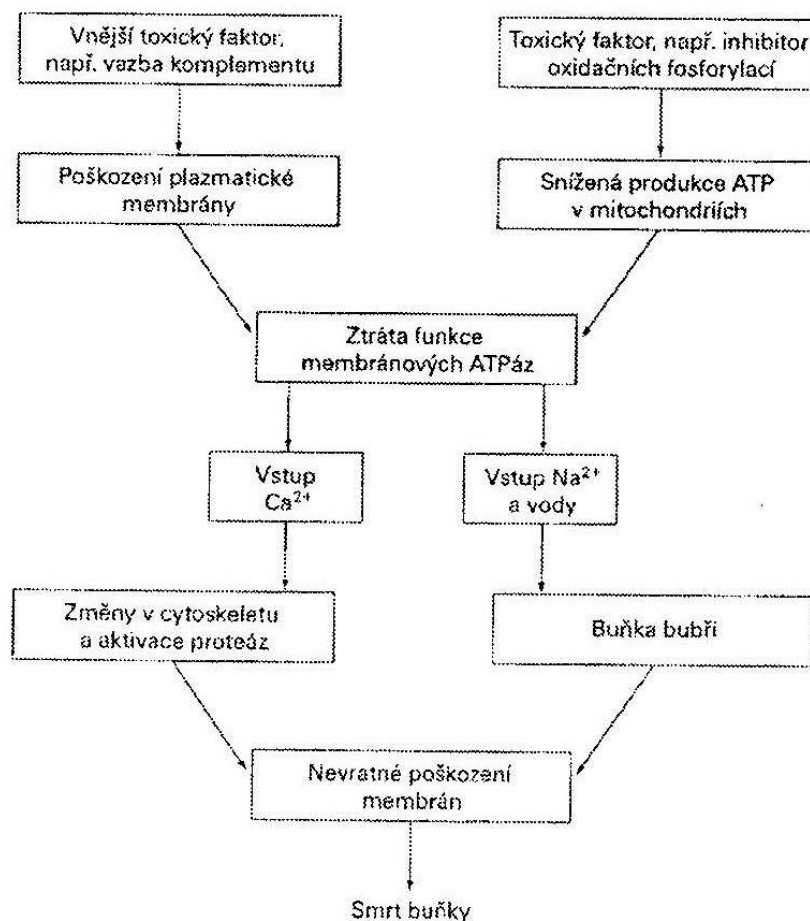 Vnější toxický faktor,
např. vazba komplementu
Toxický faktor, např. inhibitor
oxidačních fosforylací
Poškození plazmatické
membrány
Snížená produkce ATP
v mitochondriích
Ztráta funkce
membránových ATPáz
Vstup
Ca²⁺
Vstup Na²⁺
a vody
Změny v cytoskeletu
a aktivace proteáz
Buňka bubří
Nevratné poškození
membrán
Smrt buňky